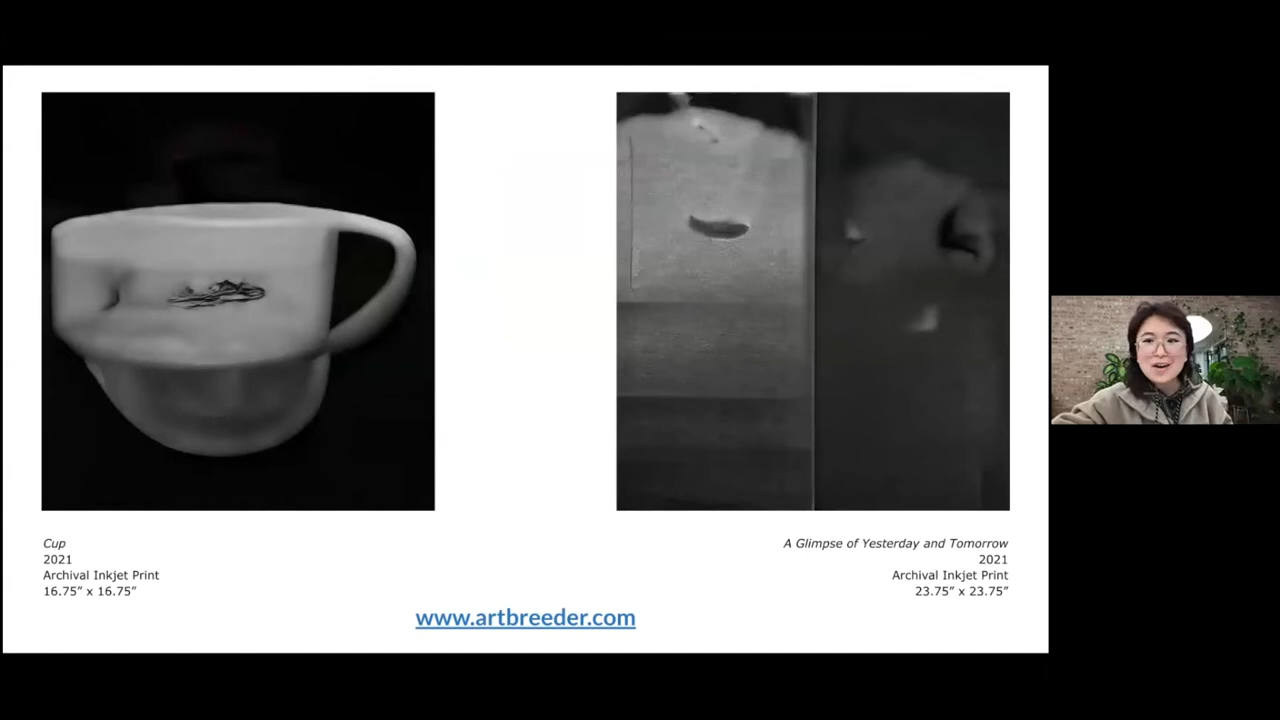 Cup
2021
Archival Inkjet Print
16.75” x 16.75”
A Glimpse of Yesterday and Tomorrow
2021
Archival Inkjet Print
23.75” x 23.75”
www.artbreeder.com